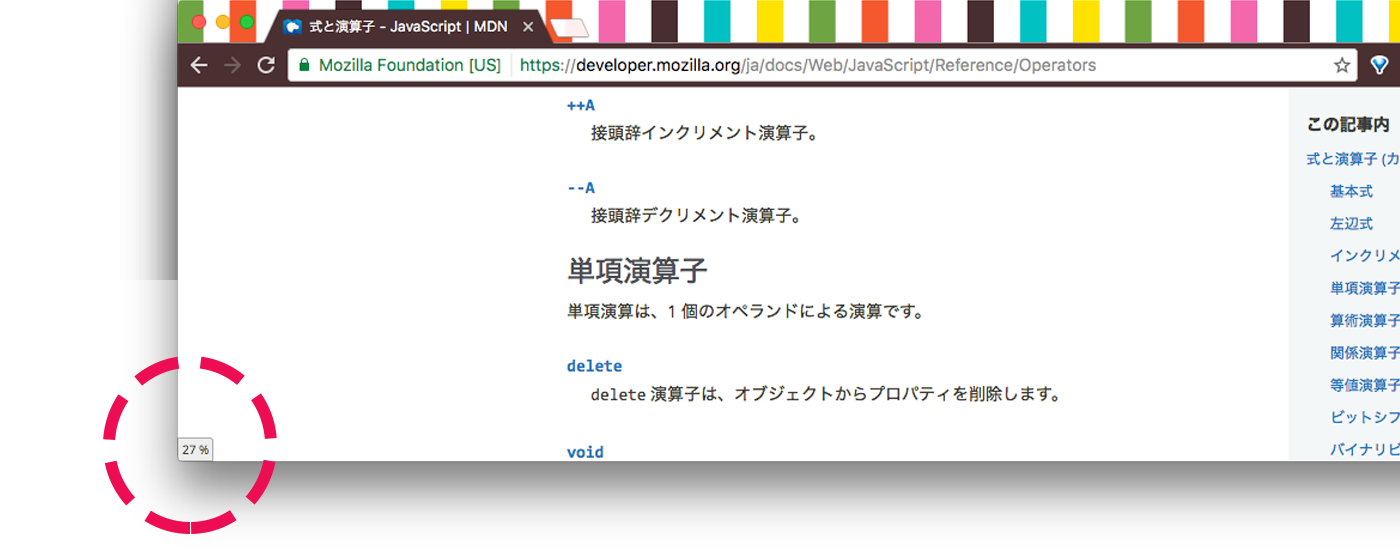 式と演算子 - JavaScript | MDN
Mozilla Foundation [US] https://developer.mozilla.org/ja/docs/Web/JavaScript/Reference/Operators
++A
接頭辞インクリメント演算子。
--A
接頭辞デクリメント演算子。
単項演算子
単項演算は、1 個のオペランドによる演算です。
delete
delete 演算子は、オブジェクトからプロパティを削除します。
void
27 %
この記事内
式と演算子 (カ
基本式
左辺式
インクリメ
単項演算子
算術演算子
関係演算子
等値演算子
ビットシフ
バイナリビ